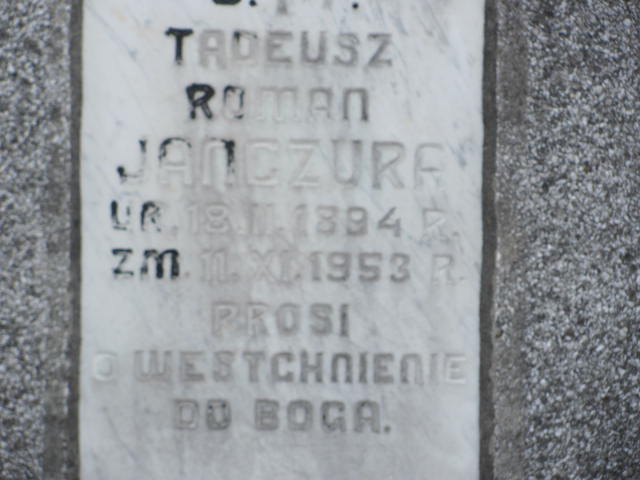 TADEUSZ
ROMAN
JANCZURA
UR. 18.II.1894 R.
ZM. 11.XI.1953 R.
PROSI
O WESTCHNIENIE
DO BOGA.